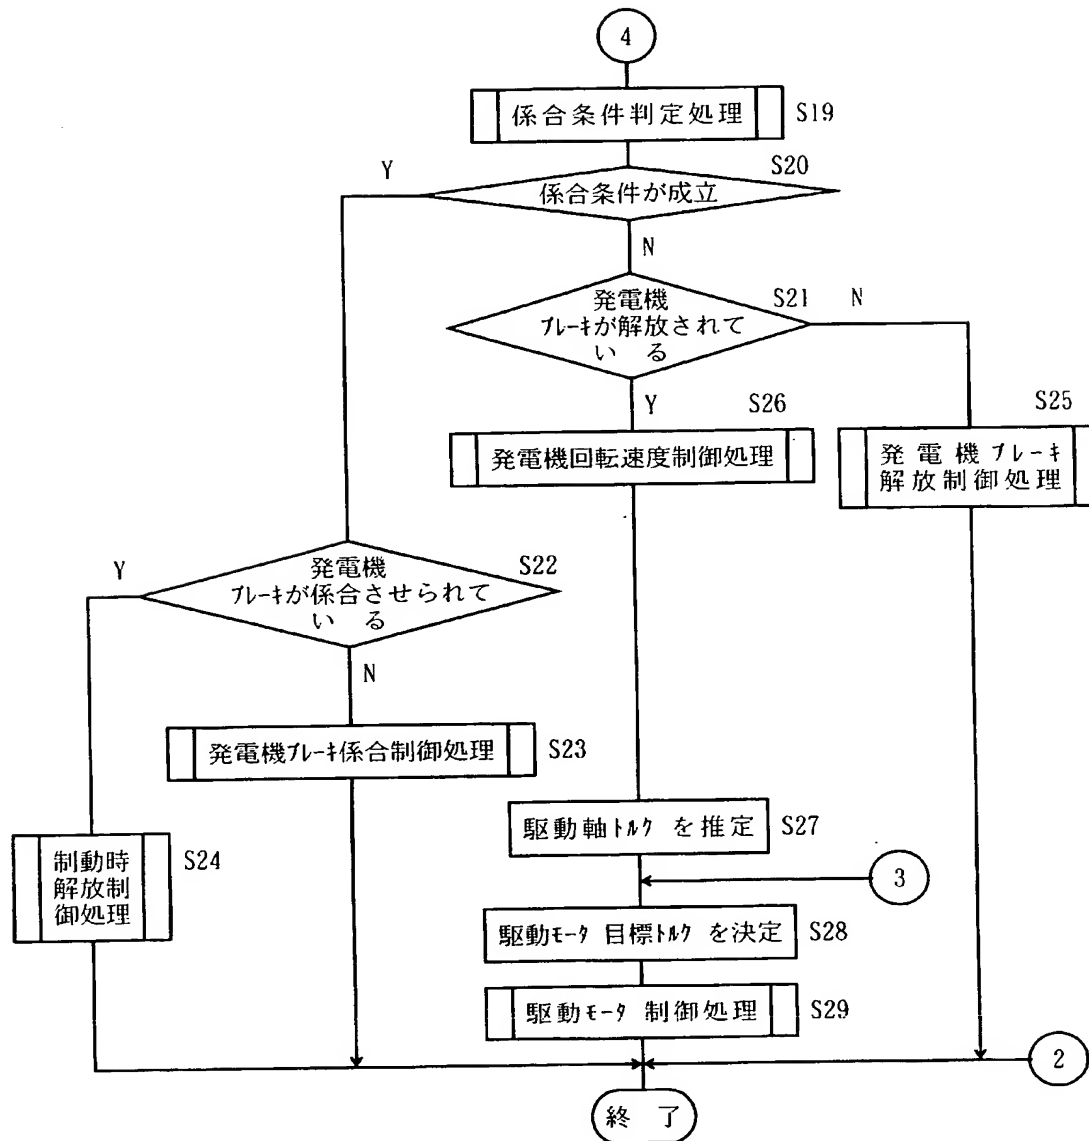 4
係合条件判定処理
S19
Y
S20
係合条件が成立
N
発電機
ﾌﾞﾚｰｷが解放されて
いる
S21
N
Y
S26
S25
発電機回転速度制御処理
発電機ﾌﾞﾚｰｷ
解放制御処理
Y
発電機
ﾌﾞﾚｰｷが係合させられて
いる
S22
N
発電機ﾌﾞﾚｰｷ係合制御処理
S23
駆動軸ﾄﾙｸ を推定
S27
制動時
解放制
御処理
S24
3
駆動ﾓｰﾀ 目標ﾄﾙｸ を決定
S28
駆動ﾓｰﾀ 制御処理
S29
2
終了